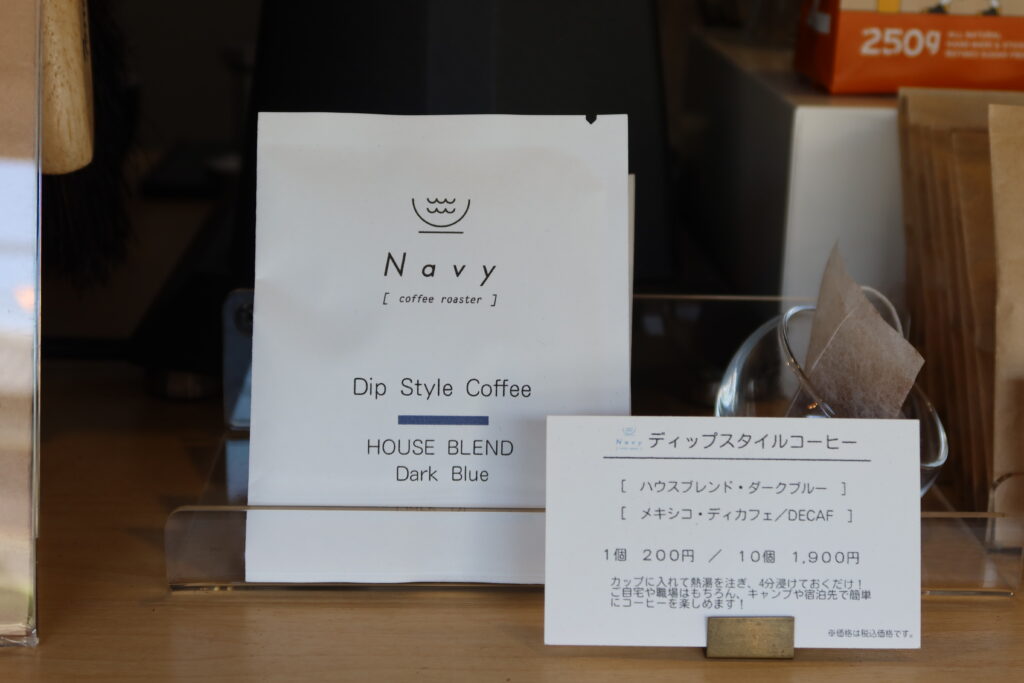 250g
ALL NATURAL
Navy
[ coffee roaster ]
Dip Style Coffee
HOUSE BLEND
Dark Blue
Navy ディップスタイルコーヒー
[ ハウスブレンド・ダークブルー ]
[ メキシコ・ディカフェ／DECAF ]
1個 200円 ／ 10個 1,900円
カップに入れて熱湯を注ぎ、4分浸けておくだけ！
ご自宅や職場はもちろん、キャンプや宿泊先で簡単
にコーヒーを楽しめます！
※価格は税込価格です。